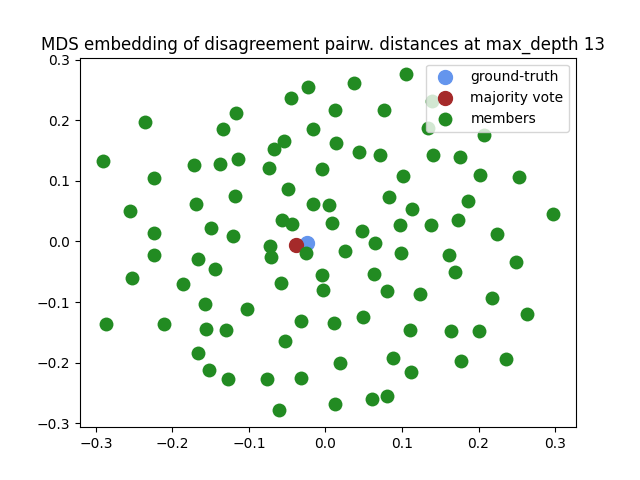 MDS embedding of disagreement pairw. distances at max_depth 13
0.3
0.2
0.1
0.0
−0.1
−0.2
−0.3
−0.3 −0.2 −0.1 0.0 0.1 0.2 0.3
ground-truth
majority vote
members